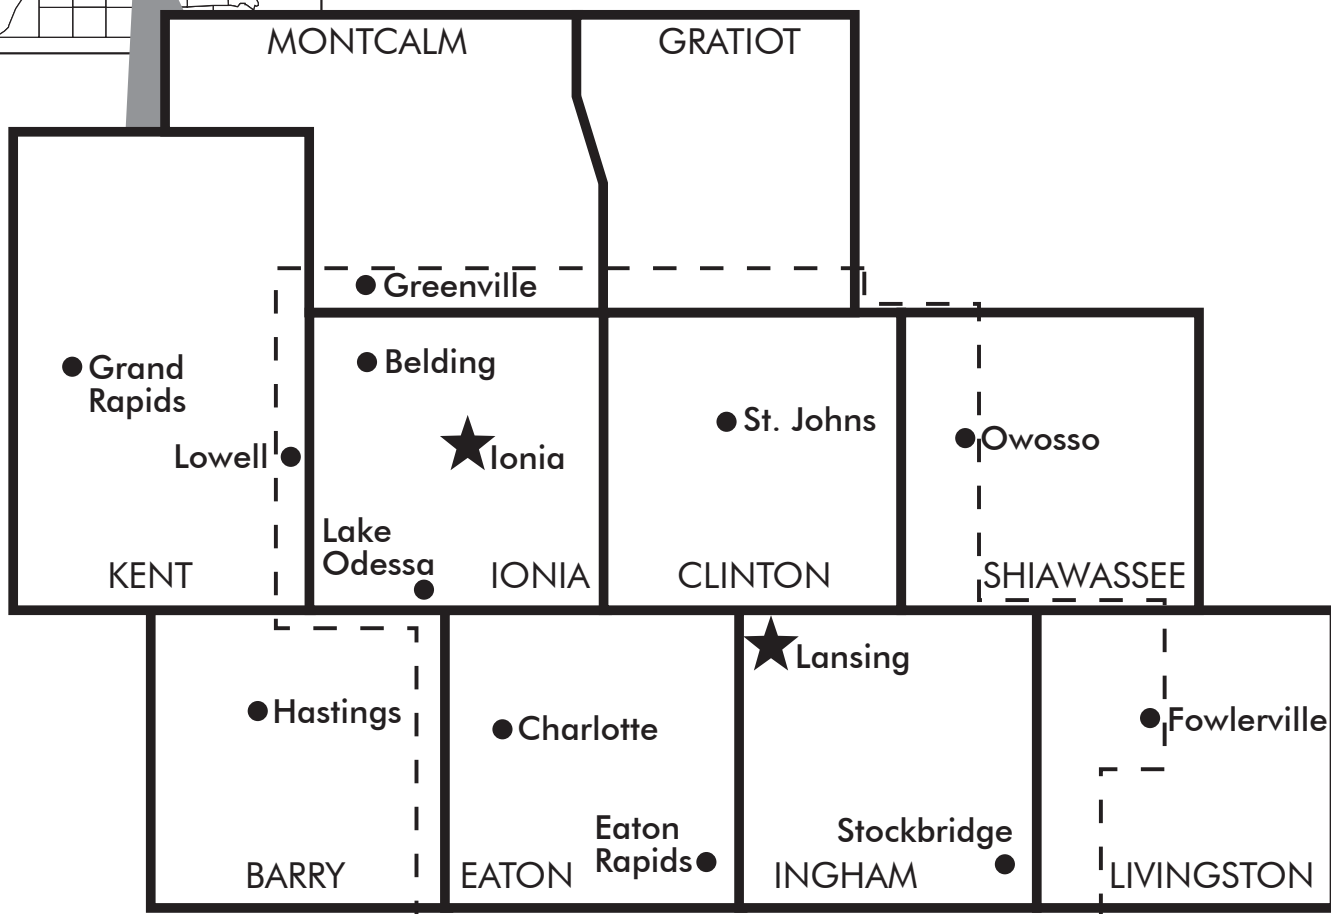 MONTCALM
GRATIOT
Greenville
Grand
Rapids
Belding
St. Johns
Owosso
Lowell
Ionia
Lake
Odessa
KENT
IONIA
CLINTON
SHIAWASSEE
Lansing
Hastings
Charlotte
Fowlerville
Eaton
Rapids
Stockbridge
BARRY
EATON
INGHAM
LIVINGSTON